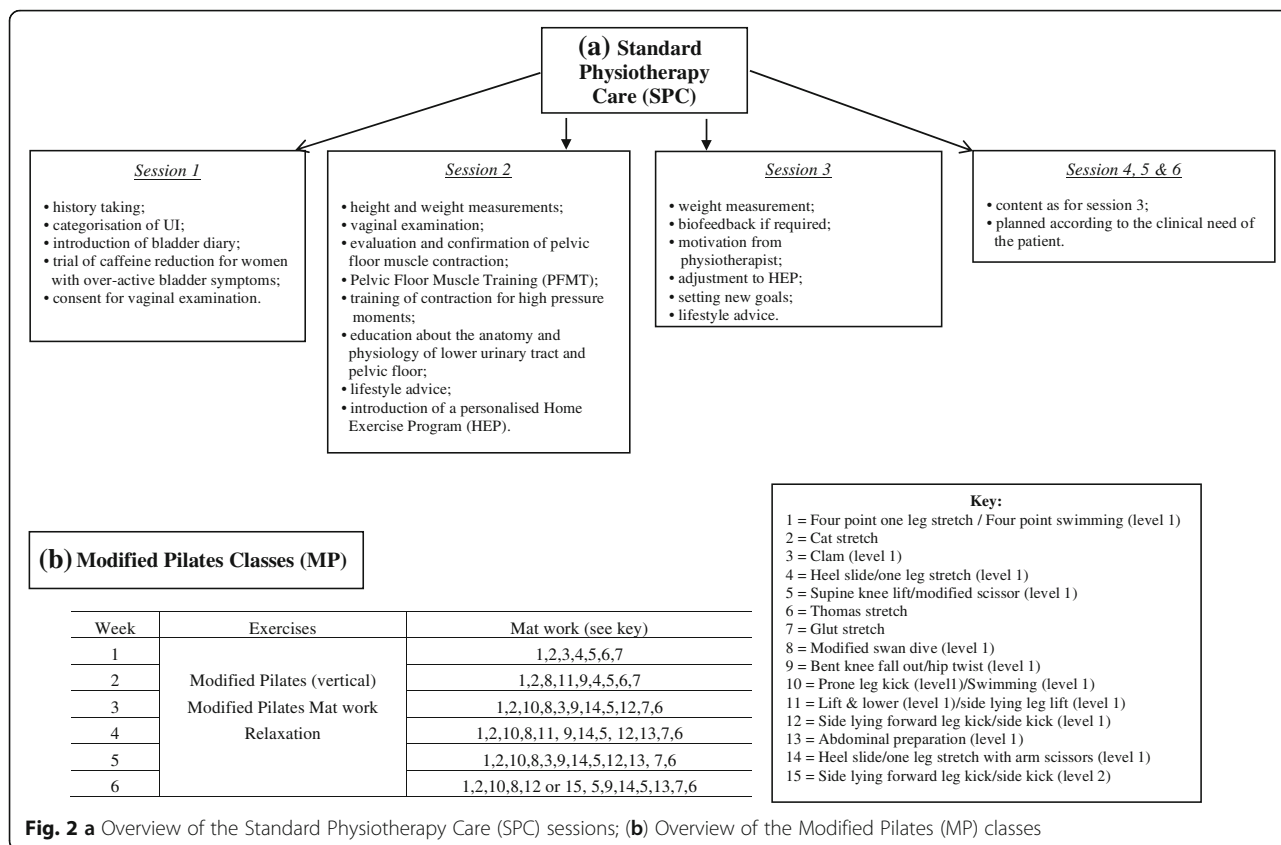 (a) Standard
Physiotherapy
Care (SPC)
Session 1
• history taking;
• categorisation of UI;
• introduction of bladder diary;
• trial of caffeine reduction for women
with over-active bladder symptoms;
• consent for vaginal examination.
Session 2
• height and weight measurements;
• vaginal examination;
• evaluation and confirmation of pelvic
floor muscle contraction;
• Pelvic Floor Muscle Training (PFMT);
• training of contraction for high pressure
moments;
• education about the anatomy and
physiology of lower urinary tract and
pelvic floor;
• lifestyle advice;
• introduction of a personalised Home
Exercise Program (HEP).
Session 3
• weight measurement;
• biofeedback if required;
• motivation from
physiotherapist;
• adjustment to HEP;
• setting new goals;
• lifestyle advice.
Session 4, 5 & 6
• content as for session 3;
• planned according to the clinical need of
the patient.
(b) Modified Pilates Classes (MP)
Week Exercises Mat work (see key)
1 1,2,3,4,5,6,7
2 Modified Pilates (vertical) 1,2,8,11,9,4,5,6,7
3 Modified Pilates Mat work 1,2,10,8,3,9,14,5,12,7,6
4 Relaxation 1,2,10,8,11, 9,14,5, 12,13,7,6
5 1,2,10,8,3,9,14,5,12,13, 7,6
6 1,2,10,8,12 or 15, 5,9,14,5,13,7,6
Key:
1 = Four point one leg stretch / Four point swimming (level 1)
2 = Cat stretch
3 = Clam (level 1)
4 = Heel slide/one leg stretch (level 1)
5 = Supine knee lift/modified scissor (level 1)
6 = Thomas stretch
7 = Glut stretch
8 = Modified swan dive (level 1)
9 = Bent knee fall out/hip twist (level 1)
10 = Prone leg kick (level1)/Swimming (level 1)
11 = Lift & lower (level 1)/side lying leg lift (level 1)
12 = Side lying forward leg kick/side kick (level 1)
13 = Abdominal preparation (level 1)
14 = Heel slide/one leg stretch with arm scissors (level 1)
15 = Side lying forward leg kick/side kick (level 2)
Fig. 2 a Overview of the Standard Physiotherapy Care (SPC) sessions; (b) Overview of the Modified Pilates (MP) classes